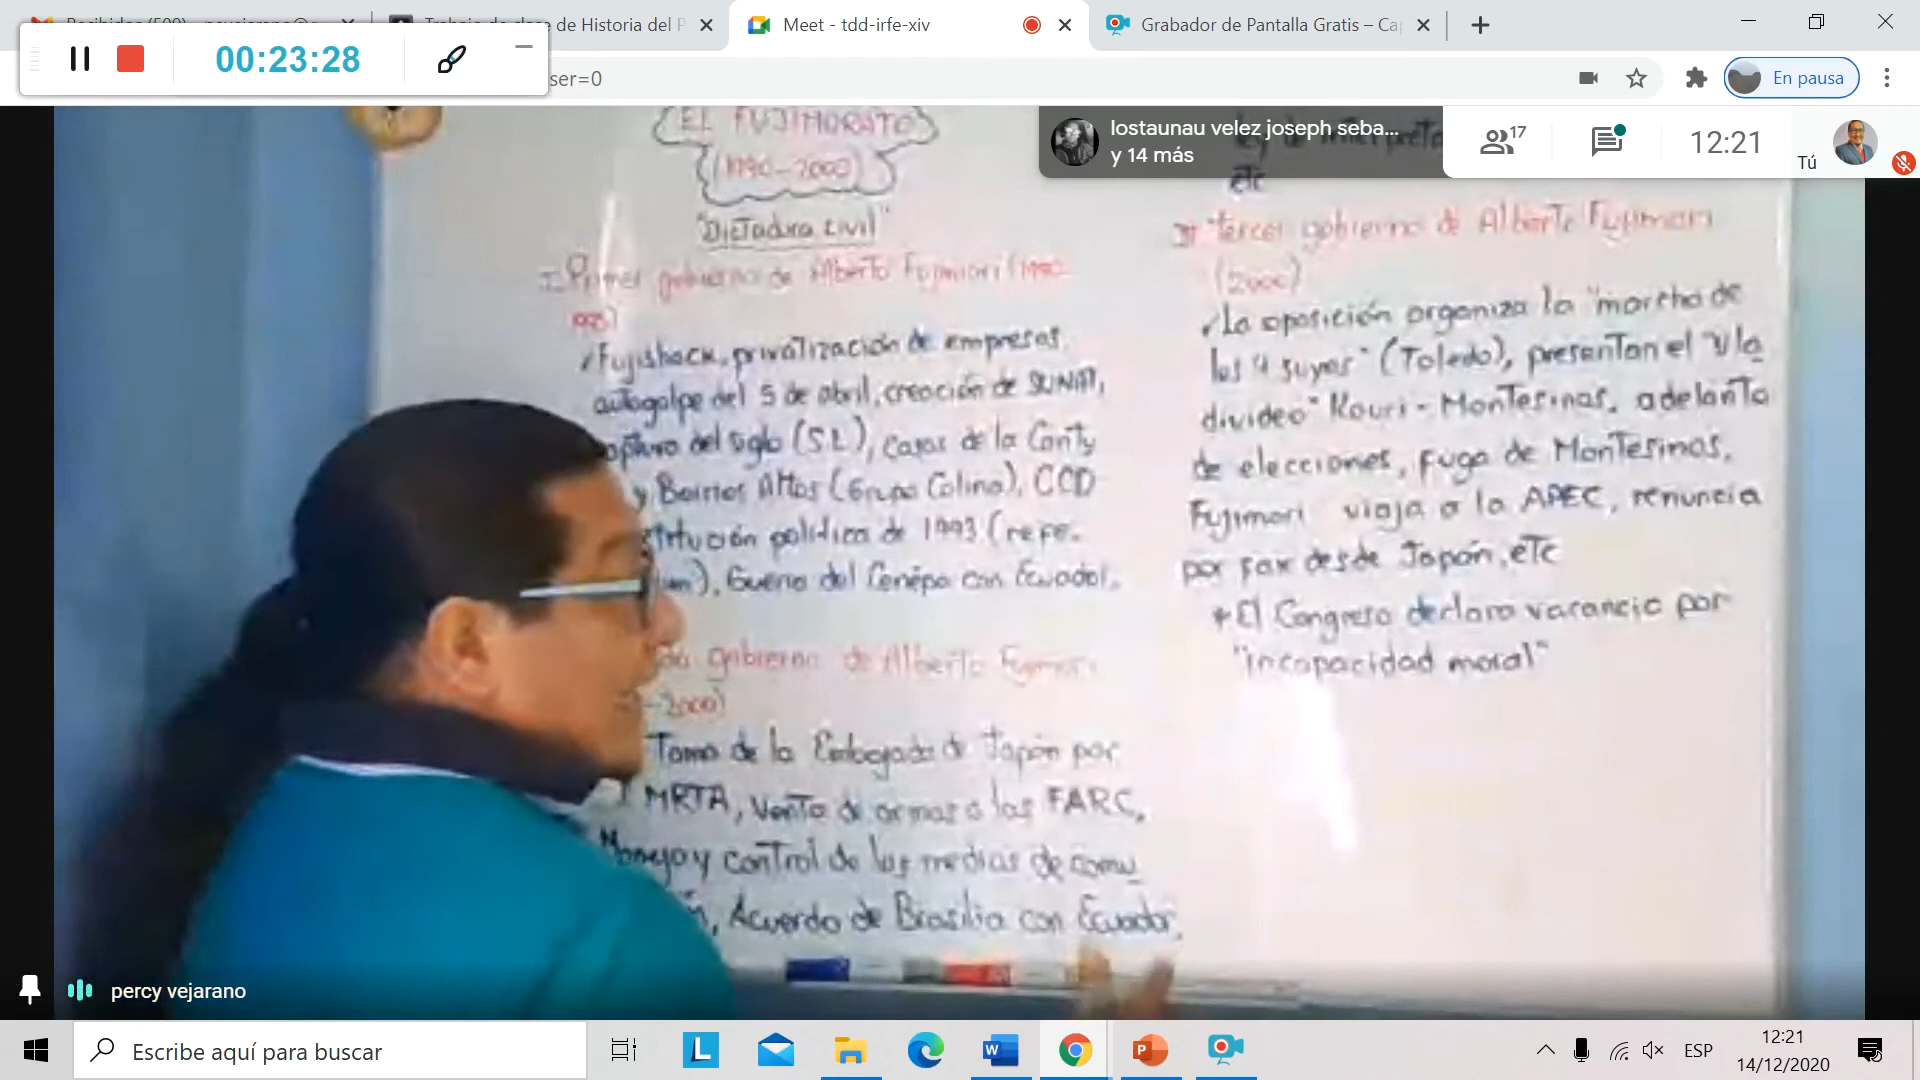 Trabajo de clase de Historia del P
Meet - tdd-irfe-xiv
Grabador de Pantalla Gratis – Ca
00:23:28
ser=0
En pausa
lostaunau velez joseph seba...
y 14 más
17
12:21
Tú
EL FUJIMORATO
(1990-2000)
"Dictadura civil"
I. Primer gobierno de Alberto Fujimori (1990
1995)
Fujishock, privatización de empresas,
autogolpe del 5 de abril, creación de SUNAT,
del siglo (S.L), casos de la Cantu
y Barrios Altos (Grupo Colina), CCD
titución política de 1993 (refe-
), Guerra del Cenepa con Ecuador.
gobierno de Alberto Fujimori
-2000)
Toma de la Embajada de Japón por
MRTA, Venta de armas a las FARC,
Manejo y control de los medios de comu
, Acuerdo de Brasilia con Ecuador.
etc
tercer gobierno de Alberto Fujimori
(2000)
La oposición organiza la "marcha de
los 4 suyos" (Toledo), presentan el "Vla
divideo" Kouri - Montesinos, adelanto
de elecciones, fuga de Montesinos,
Fujimori viaja a la APEC, renuncia
por fax desde Japón, etc
* El Congreso declara vacancia por
"incapacidad moral"
percy vejarano
Escribe aquí para buscar
ESP
12:21
14/12/2020